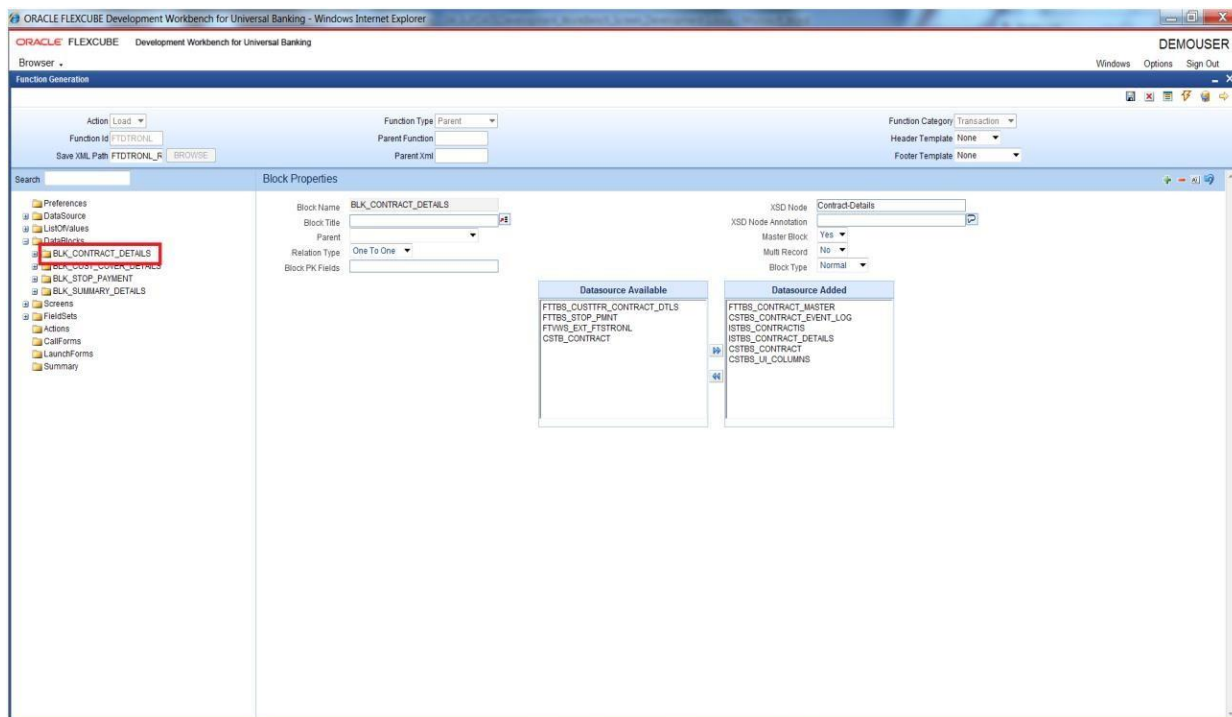 ORACLE FLEXCUBE Development Workbench for Universal Banking - Windows Internet Explorer
ORACLE FLEXCUBE Development Workbench for Universal Banking
DEMOUSER
Browser
Windows Options Sign Out
Function Generation
Action Load
Function Type Parent
Function Category Transaction
Function Id FTDTRONL
Parent Function
Header Template None
Save XML Path FTDTRONL_R BROWSE
Parent Xml
Footer Template None
Search
Block Properties
Preferences
DataSource
ListOfValues
DataBlocks
BLK_CONTRACT_DETAILS
BLK_CUST_COVER_DETAILS
BLK_STOP_PAYMENT
BLK_SUMMARY_DETAILS
Screens
FieldSets
Actions
CallForms
LaunchForms
Summary
Block Name BLK_CONTRACT_DETAILS
Block Title
Parent
Relation Type One To One
Block PK Fields
XSD Node Contract-Details
XSD Node Annotation
Master Block Yes
Multi Record No
Block Type Normal
Datasource Available
FTTBS_CUSTTFR_CONTRACT_DTLS
FTTBS_STOP_PMNT
FTVWS_EXT_FTSTRONL
CSTB_CONTRACT
Datasource Added
FTTBS_CONTRACT_MASTER
CSTBS_CONTRACT_EVENT_LOG
ISTBS_CONTRACTIS
ISTBS_CONTRACT_DETAILS
CSTBS_CONTRACT
CSTBS_UI_COLUMNS